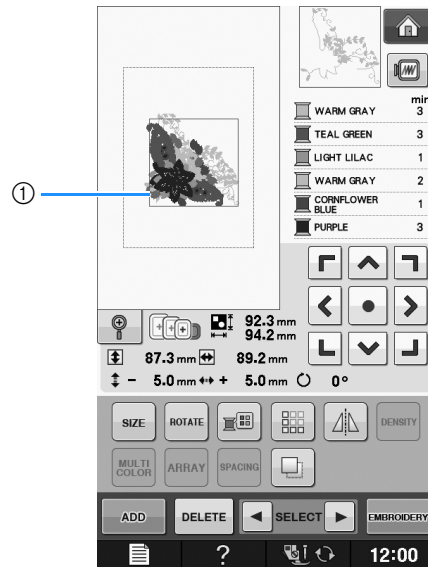 min
WARM GRAY 3
TEAL GREEN 3
LIGHT LILAC 1
WARM GRAY 2
CORNFLOWER
BLUE 1
PURPLE 3
①
92.3 mm
94.2 mm
87.3 mm 89.2 mm
- 5.0 mm + 5.0 mm 0°
SIZE ROTATE DENSITY
MULTI
COLOR ARRAY SPACING
ADD DELETE SELECT EMBROIDERY
? 12:00